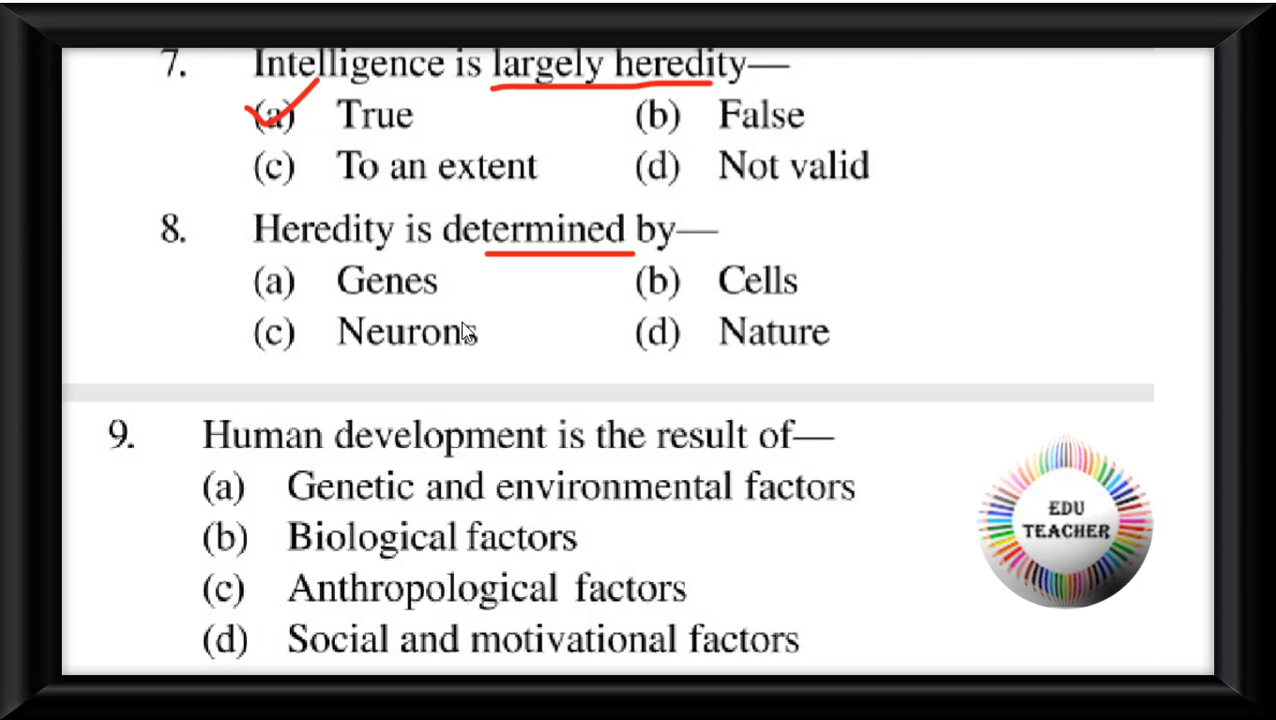 7. Intelligence is largely heredity—
(a) True (b) False
(c) To an extent (d) Not valid
8. Heredity is determined by—
(a) Genes (b) Cells
(c) Neurons (d) Nature
9. Human development is the result of—
(a) Genetic and environmental factors
(b) Biological factors
(c) Anthropological factors
(d) Social and motivational factors
EDU
TEACHER